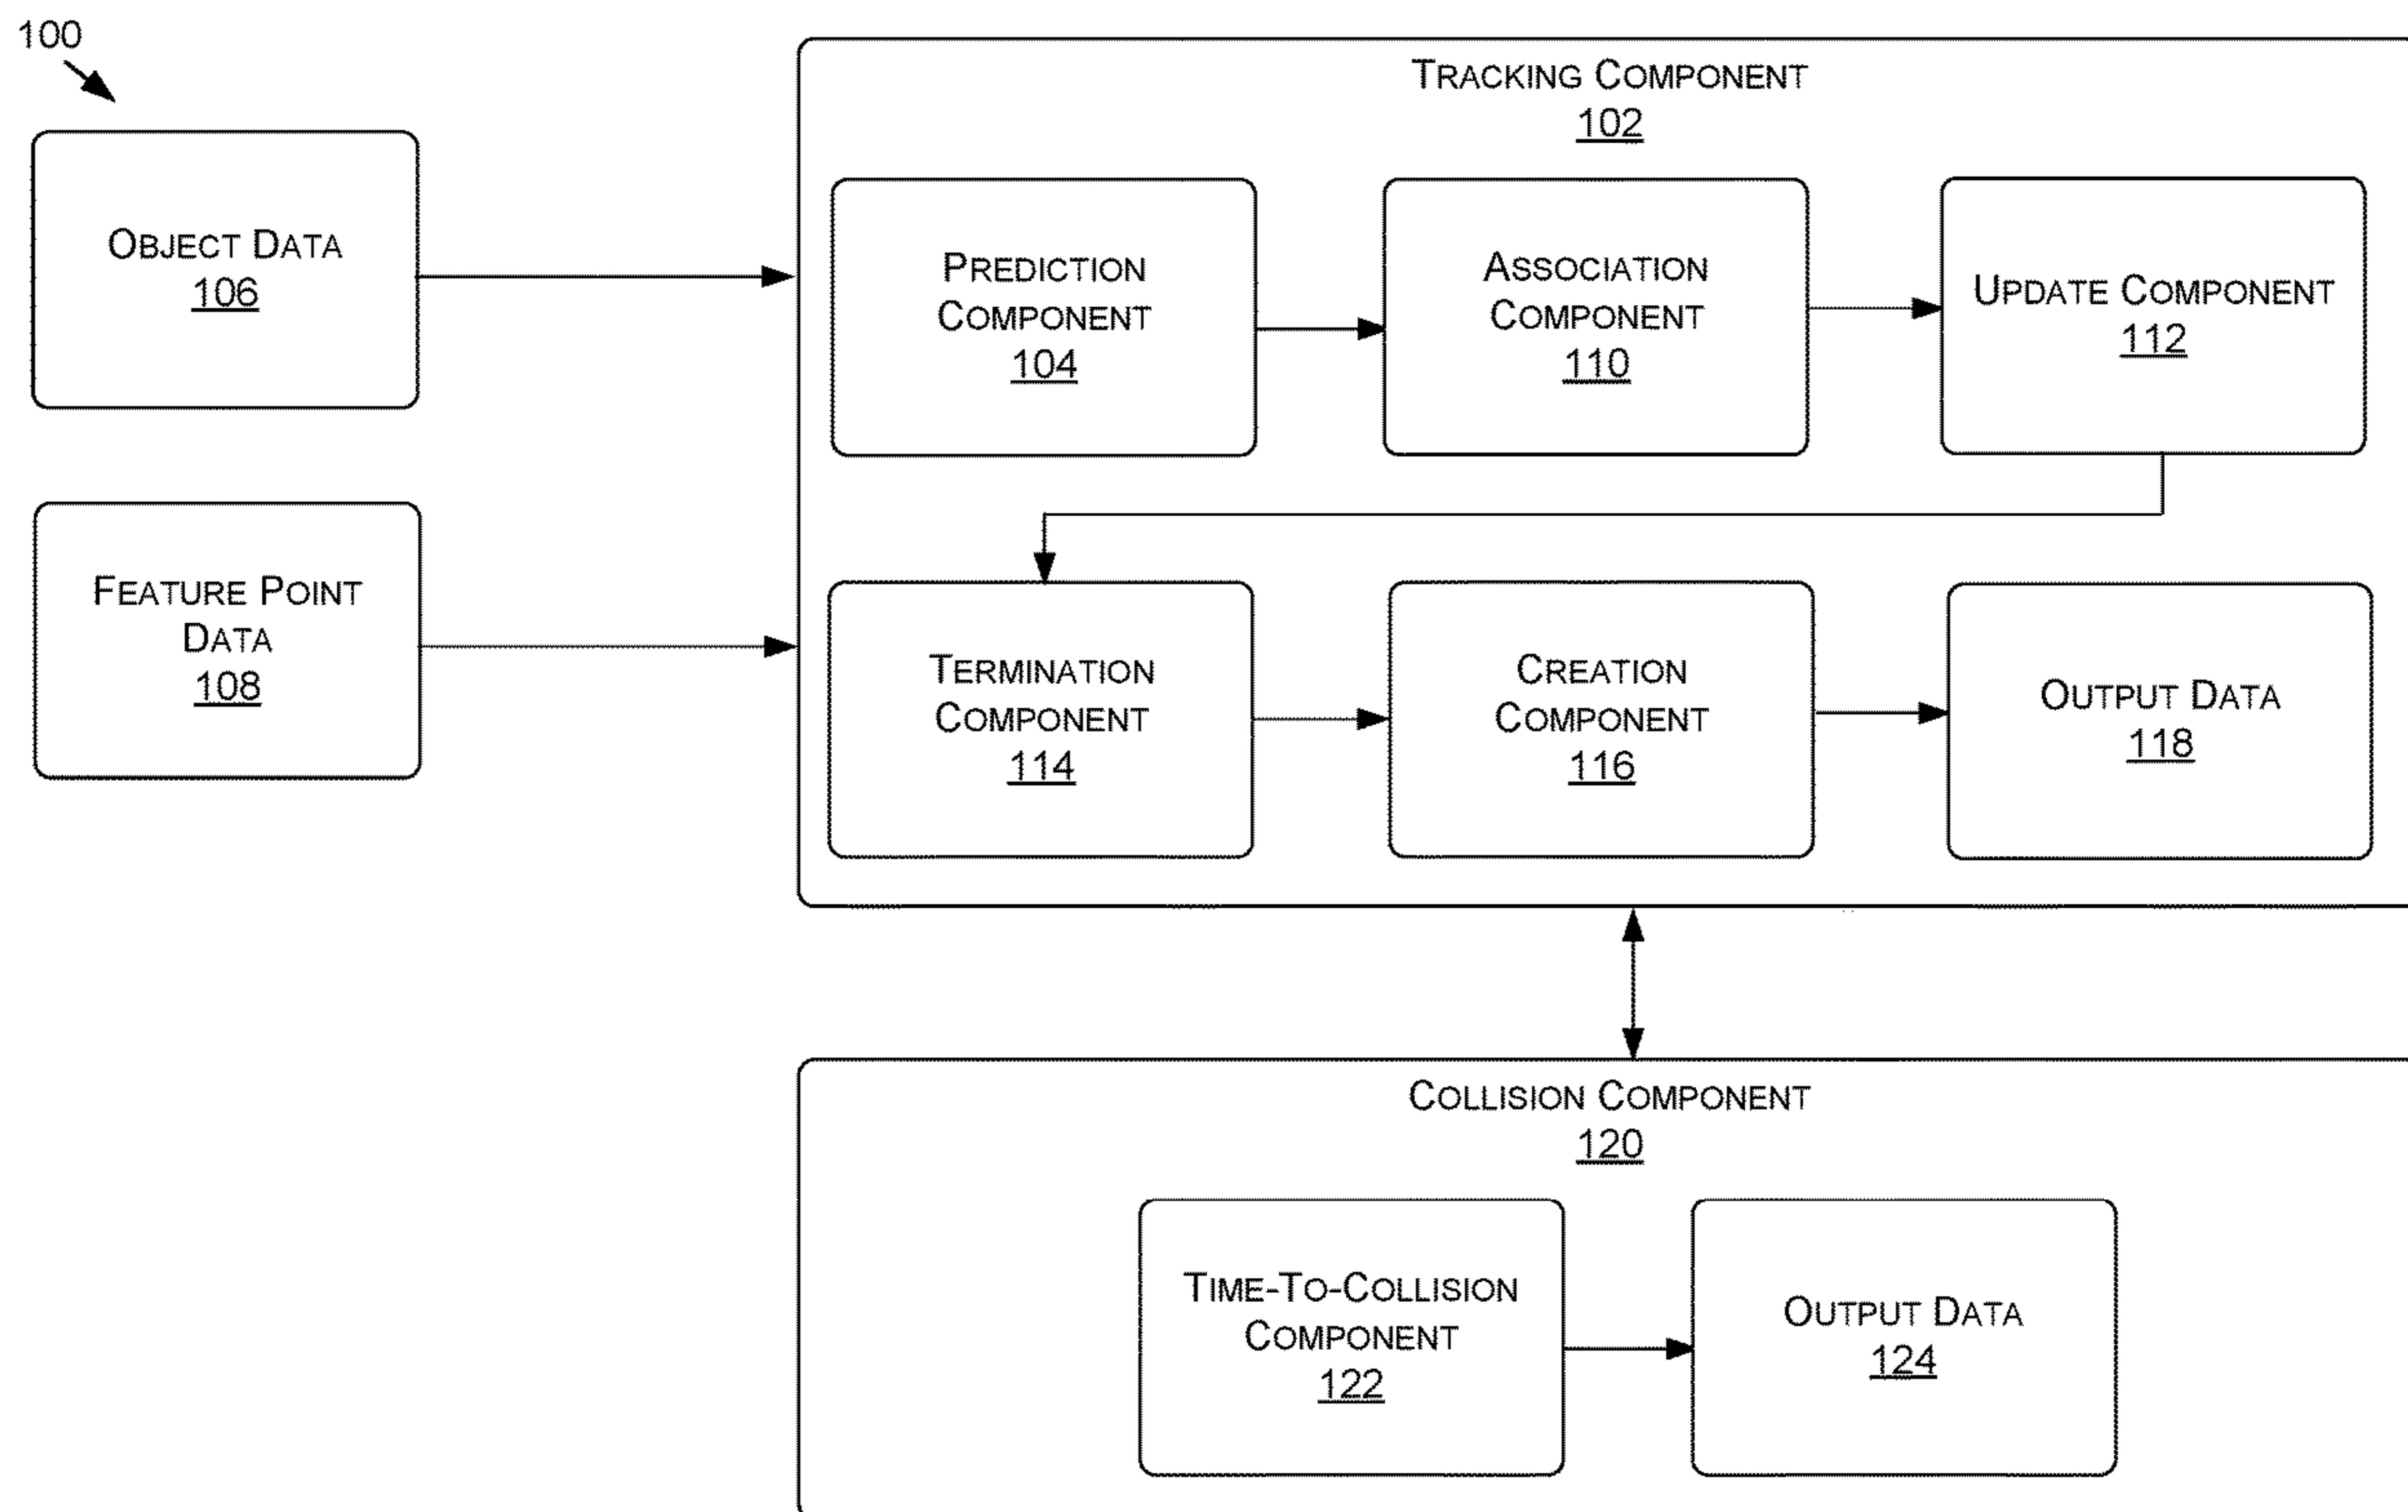 100
TRACKING COMPONENT
102
OBJECT DATA
106
PREDICTION
COMPONENT
104
ASSOCIATION
COMPONENT
110
UPDATE COMPONENT
112
FEATURE POINT
DATA
108
TERMINATION
COMPONENT
114
CREATION
COMPONENT
116
OUTPUT DATA
118
COLLISION COMPONENT
120
TIME-TO-COLLISION
COMPONENT
122
OUTPUT DATA
124